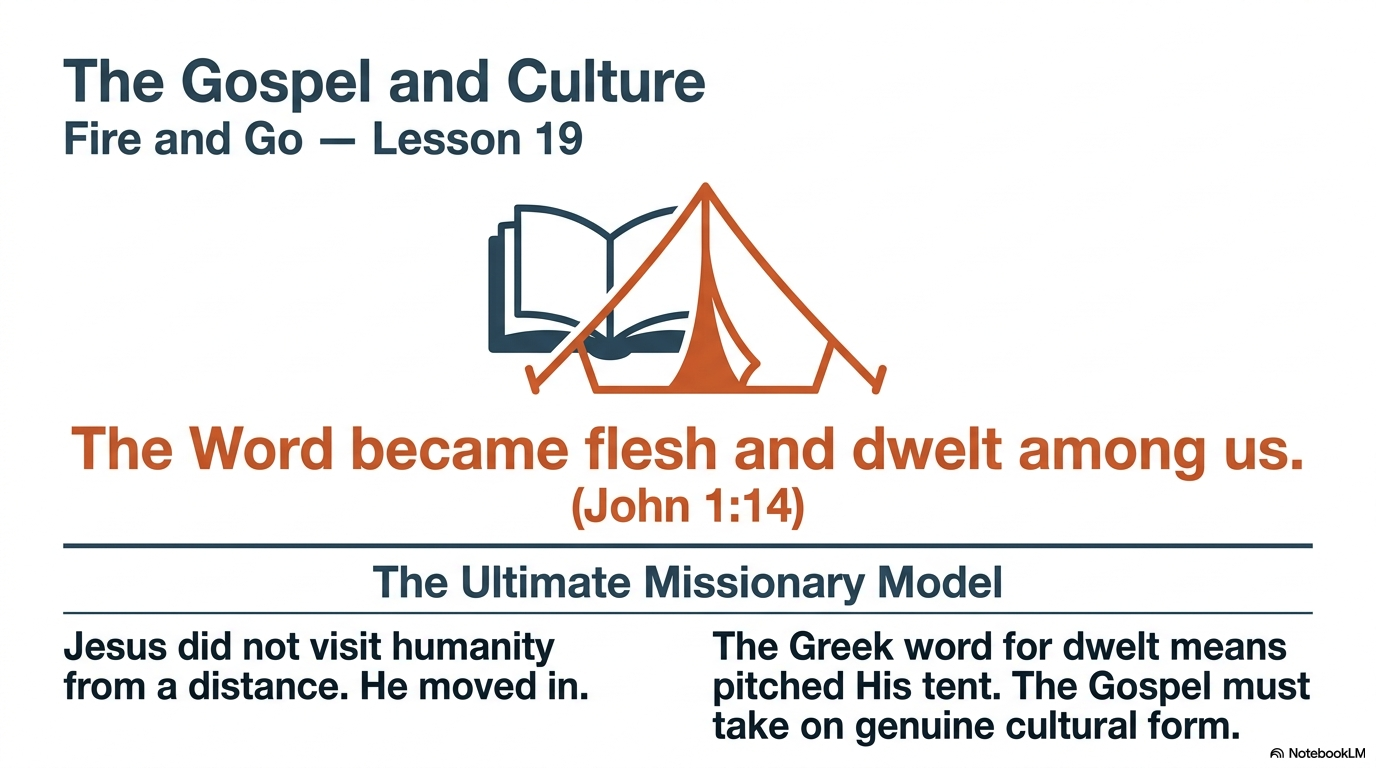 The Gospel and Culture
Fire and Go — Lesson 19
The Word became flesh and dwelt among us.
(John 1:14)
The Ultimate Missionary Model
Jesus did not visit humanity
from a distance. He moved in.
The Greek word for dwelt means
pitched His tent. The Gospel must
take on genuine cultural form.
NotebookLM